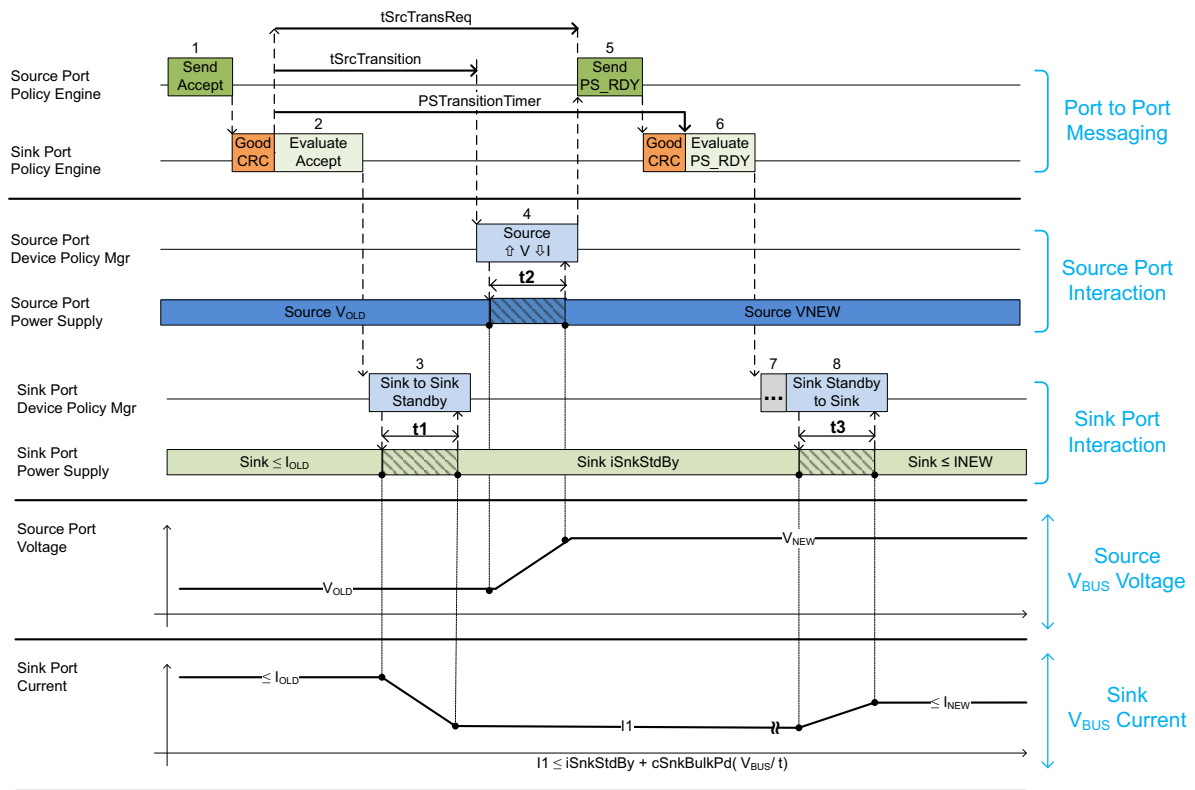 tSrcTransReq
1
Send
Accept
tSrcTransition
5
Send
PS_RDY
Source Port
Policy Engine
PSTransitionTimer
Port to Port
Messaging
2
Good
CRC
Evaluate
Accept
6
Good
CRC
Evaluate
PS_RDY
Sink Port
Policy Engine
4
Source
⇧ V ⇩I
Source Port
Device Policy Mgr
t2
Source Port
Interaction
Source Port
Power Supply
Source VOLD
Source VNEW
3
Sink to Sink
Standby
7
...
8
Sink Standby
to Sink
Sink Port
Device Policy Mgr
t1
t3
Sink Port
Interaction
Sink Port
Power Supply
Sink ≤ IOLD
Sink iSnkStdBy
Sink ≤ INEW
Source Port
Voltage
VNEW
VOLD
Source
VBUS Voltage
Sink Port
Current
≤ IOLD
≤ INEW
I1
Sink
VBUS Current
I1 ≤ iSnkStdBy + cSnkBulkPd( VBUS/ t)